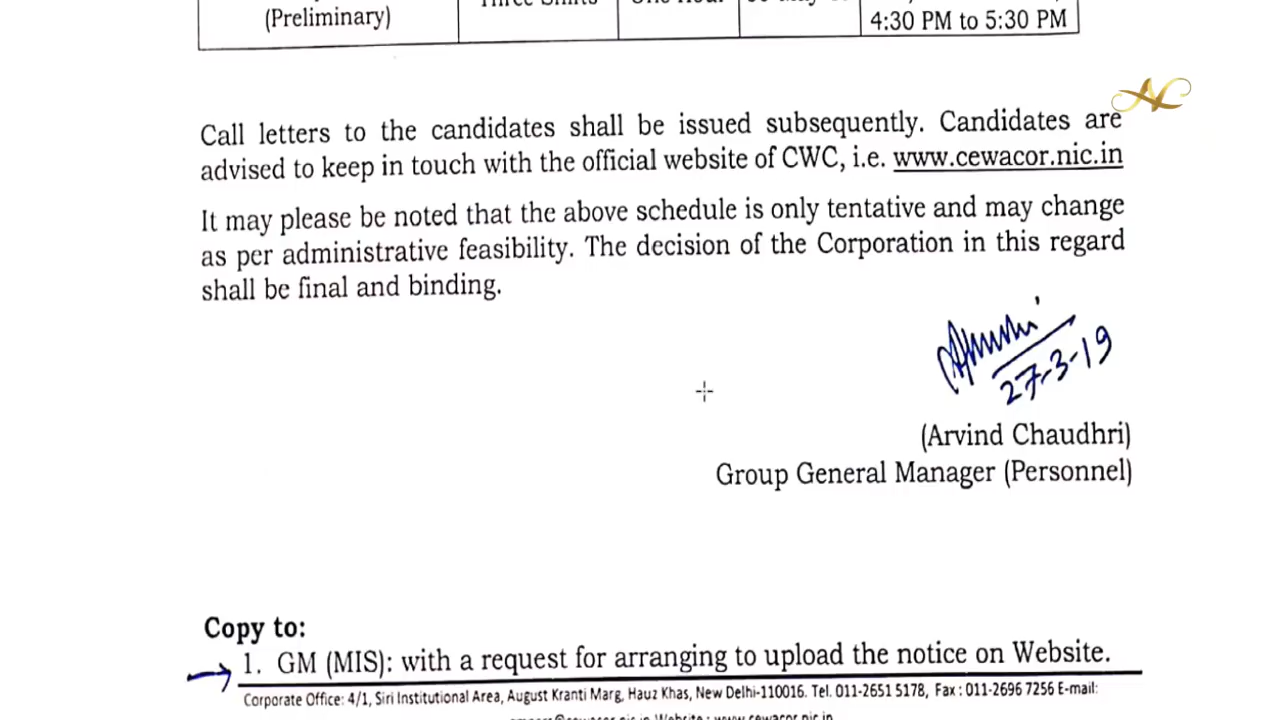 (Preliminary)
4:30 PM to 5:30 PM
Call letters to the candidates shall be issued subsequently. Candidates are
advised to keep in touch with the official website of CWC, i.e. www.cewacor.nic.in
It may please be noted that the above schedule is only tentative and may change
as per administrative feasibility. The decision of the Corporation in this regard
shall be final and binding.
27-3-19
(Arvind Chaudhri)
Group General Manager (Personnel)
Copy to:
1. GM (MIS): with a request for arranging to upload the notice on Website.
Corporate Office: 4/1, Siri Institutional Area, August Kranti Marg, Hauz Khas, New Delhi-110016. Tel. 011-2651 5178, Fax : 011-2696 7256 E-mail: